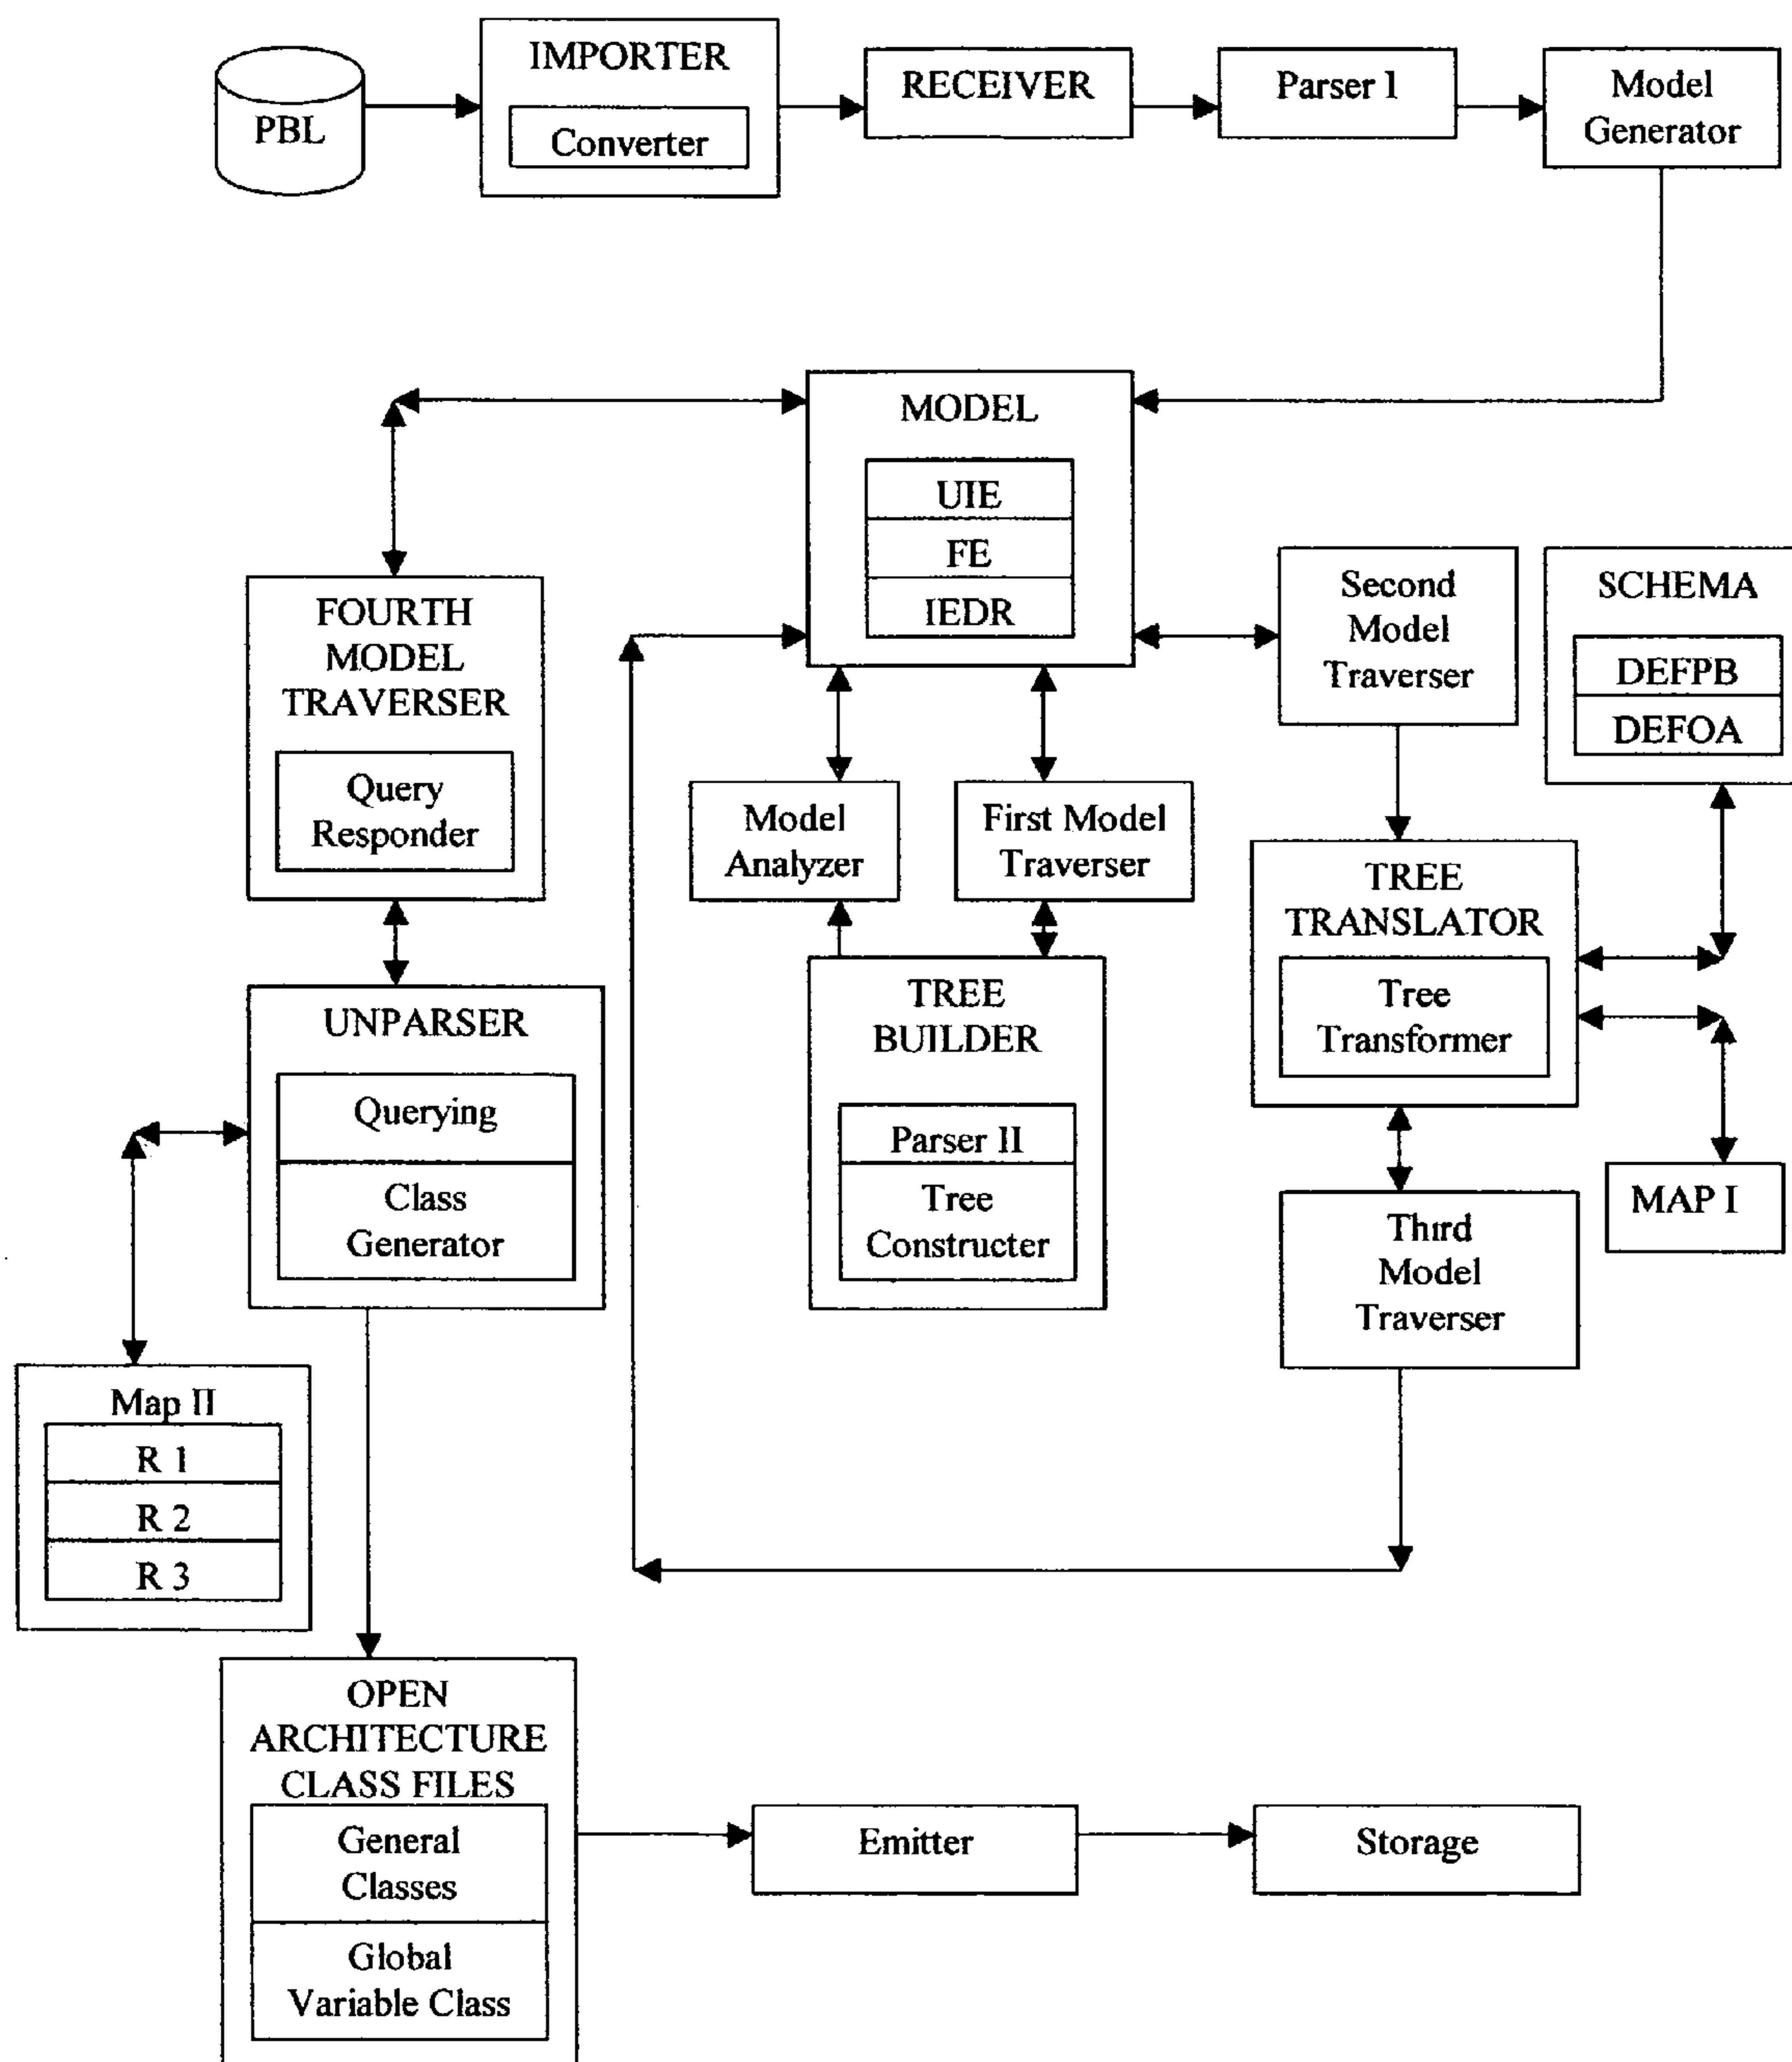 PBL
IMPORTER
Converter
RECEIVER
Parser I
Model
Generator
MODEL
UIE
FE
IEDR
FOURTH
MODEL
TRAVERSER
Query
Responder
Second
Model
Traverser
SCHEMA
DEFPB
DEFOA
Model
Analyzer
First Model
Traverser
TREE
TRANSLATOR
Tree
Transformer
UNPARSER
Querying
Class
Generator
TREE
BUILDER
Parser II
Tree
Constructer
MAP I
Third
Model
Traverser
Map II
R 1
R 2
R 3
OPEN
ARCHITECTURE
CLASS FILES
General
Classes
Global
Variable Class
Emitter
Storage